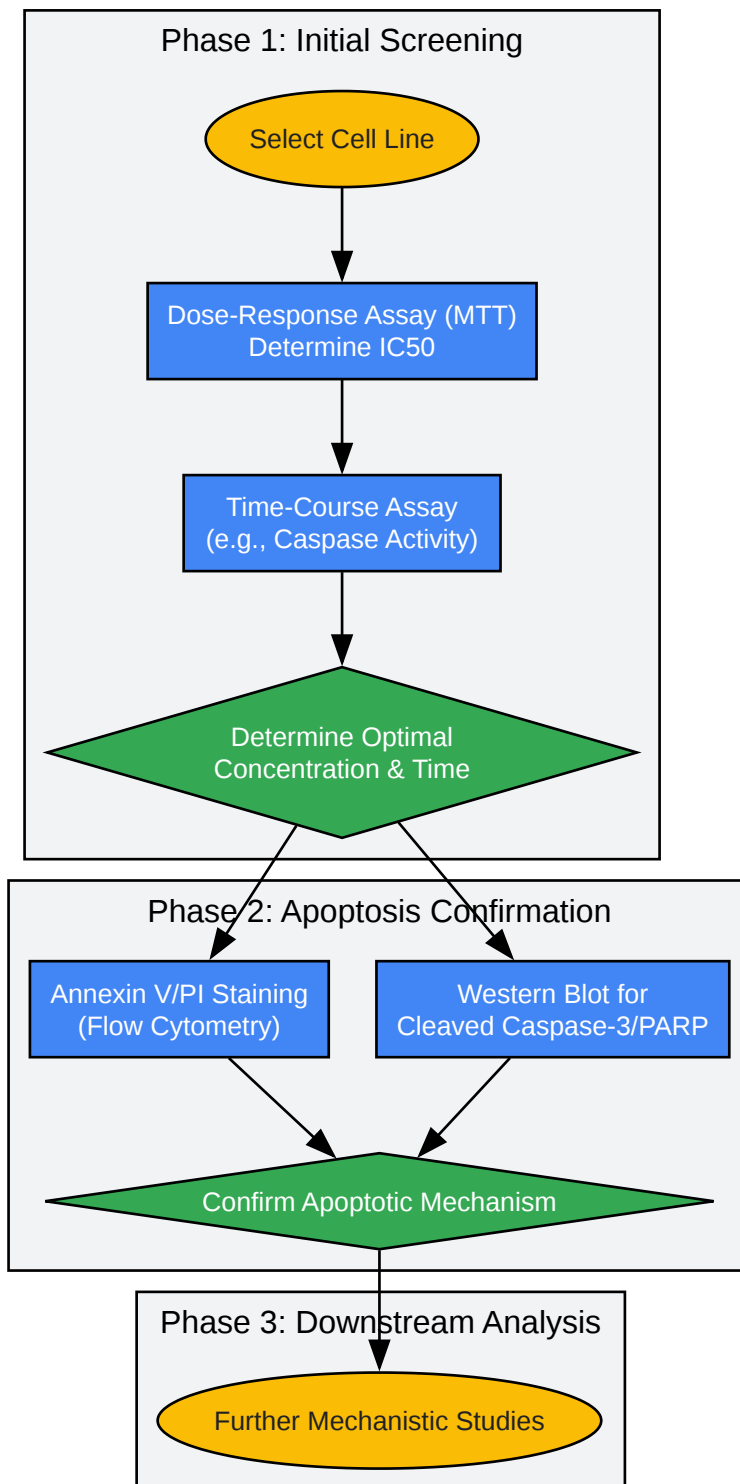 Phase 1: Initial Screening
Select Cell Line
Dose-Response Assay (MTT)
Determine IC50
Time-Course Assay
(e.g., Caspase Activity)
Determine Optimal
Concentration & Time
Phase 2: Apoptosis Confirmation
Annexin V/PI Staining
(Flow Cytometry)
Western Blot for
Cleaved Caspase-3/PARP
Confirm Apoptotic Mechanism
Phase 3: Downstream Analysis
Further Mechanistic Studies